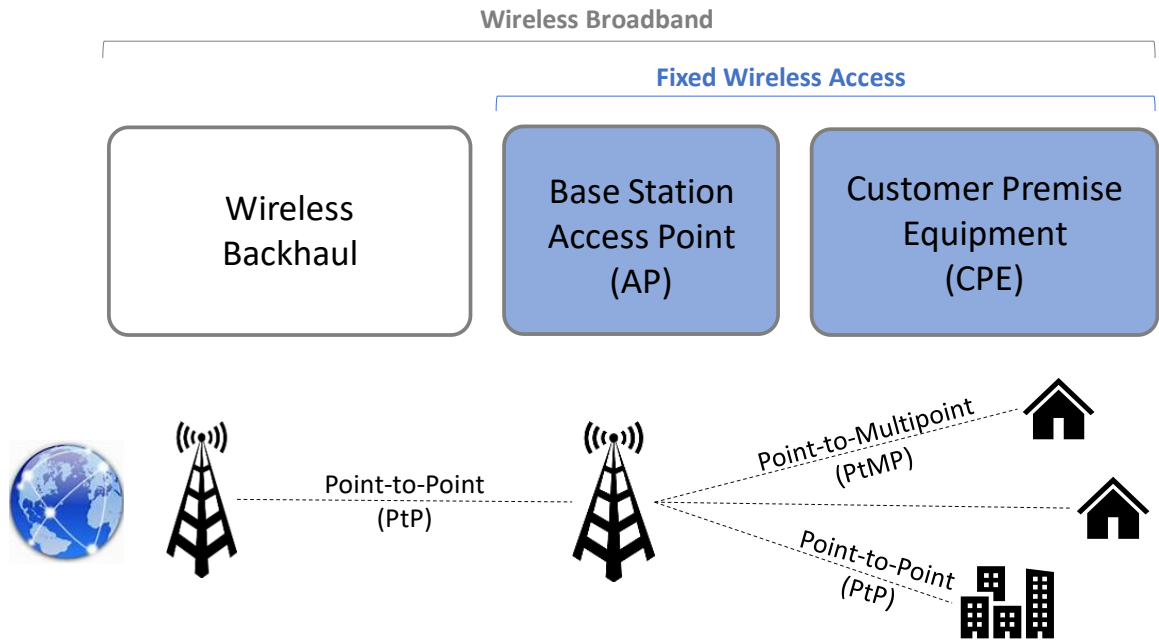 Wireless Broadband
Fixed Wireless Access
Wireless
Backhaul
Base Station
Access Point
(AP)
Customer Premise
Equipment
(CPE)
Point-to-Point
(PtP)
Point-to-Multipoint
(PtMP)
Point-to-Point
(PtP)